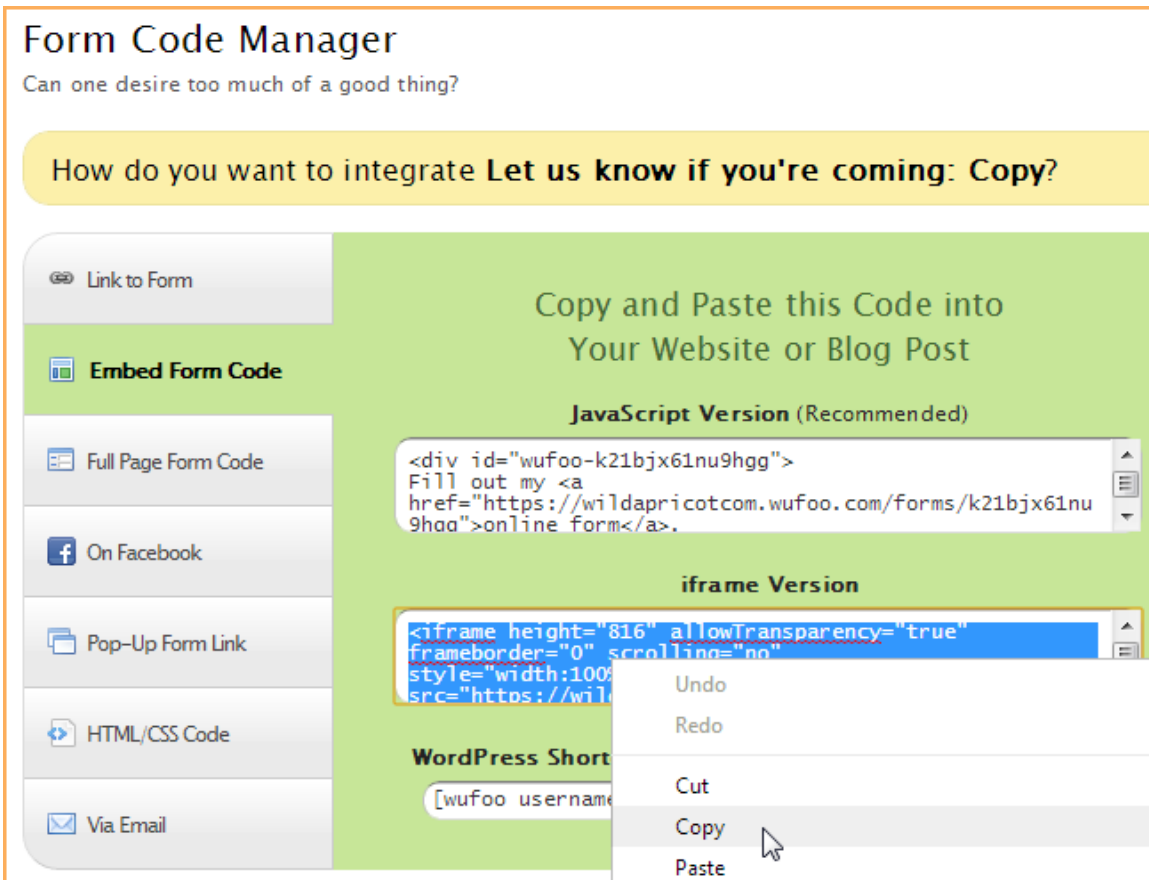 Form Code Manager
Can one desire too much of a good thing?
How do you want to integrate Let us know if you're coming: Copy?
Link to Form
Embed Form Code
Full Page Form Code
On Facebook
Pop-Up Form Link
HTML/CSS Code
Via Email
Copy and Paste this Code into
Your Website or Blog Post
JavaScript Version (Recommended)
<div id="wufoo-k21bjx61nu9hgg">
Fill out my <a
href="https://wildapricotcom.wufoo.com/forms/k21bjx61nu
9hgg">online form</a>.
iframe Version
<iframe height="816" allowTransparency="true"
frameborder="0" scrolling="no"
style="width:100%
src="https://wil
WordPress Short
[wufoo username
Undo
Redo
Cut
Copy
Paste